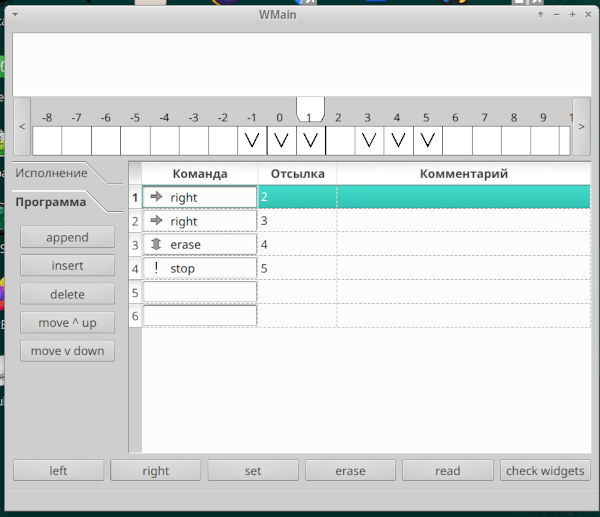 WMain
< -8 -7 -6 -5 -4 -3 -2 -1 0 1 2 3 4 5 6 7 8 9 1 >
V V V V V V
Исполнение
Программа
append
insert
delete
move ^ up
move v down
Команда Отсылка Комментарий
1 right 2
2 right 3
3 erase 4
4 ! stop 5
5
6
left right set erase read check widgets